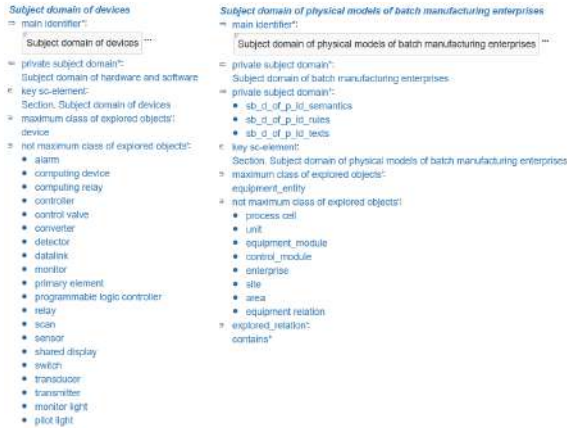 Subject domain of devices
⇒ main identifier*:
Subject domain of devices ...
⇐ private subject domain*:
Subject domain of hardware and software
∈ key sc-element:
Section. Subject domain of devices
∋ maximum class of explored objects':
device
∋ not maximum class of explored objects':
• alarm
• computing device
• computing relay
• controller
• control valve
• converter
• detector
• datalink
• monitor
• primary element
• programmable logic controller
• relay
• scan
• sensor
• shared display
• switch
• transducer
• transmitter
• monitor light
• pilot light
Subject domain of physical models of batch manufacturing enterprises
⇒ main identifier*:
Subject domain of physical models of batch manufacturing enterprises ...
⇐ private subject domain*:
Subject domain of batch manufacturing enterprises
⇒ private subject domain*:
• sb_d_of_p_id_semantics
• sb_d_of_p_id_rules
• sb_d_of_p_id_texts
∈ key sc-element:
Section. Subject domain of physical models of batch manufacturing enterprises
∋ maximum class of explored objects':
equipment_entity
∋ not maximum class of explored objects':
• process cell
• unit
• equipment_module
• control_module
• enterprise
• site
• area
• equipment relation
∋ explored_relation':
contains*